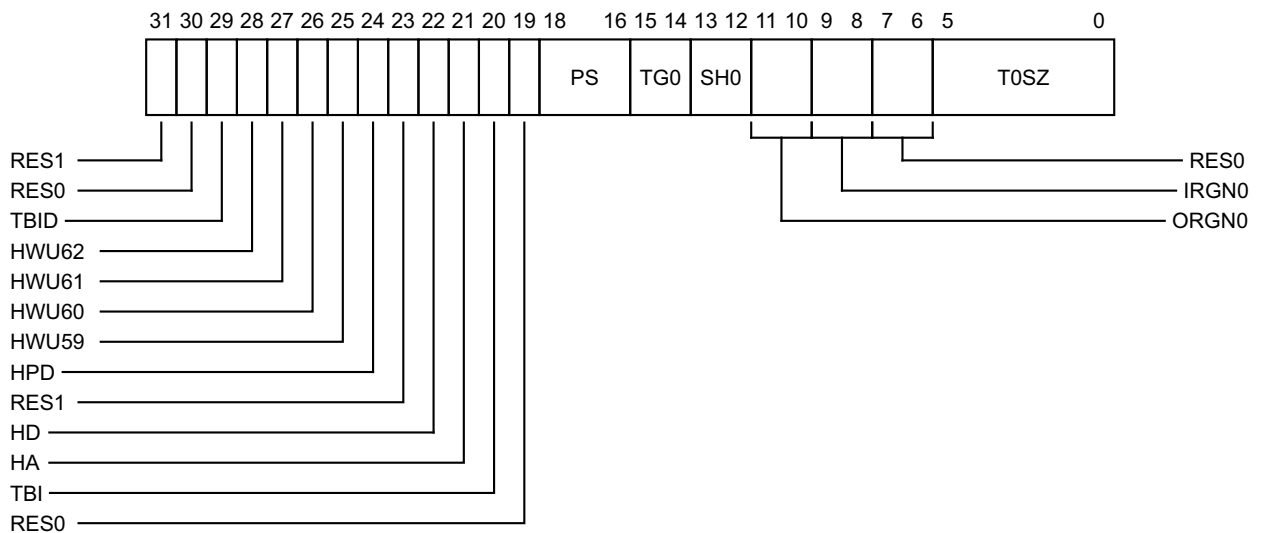 31 30 29 28 27 26 25 24 23 22 21 20 19 18 16 15 14 13 12 11 10 9 8 7 6 5 0
PS TG0 SH0 T0SZ
RES1 RES0
RES0 IRGN0
TBID ORGN0
HWU62
HWU61
HWU60
HWU59
HPD
RES1
HD
HA
TBI
RES0